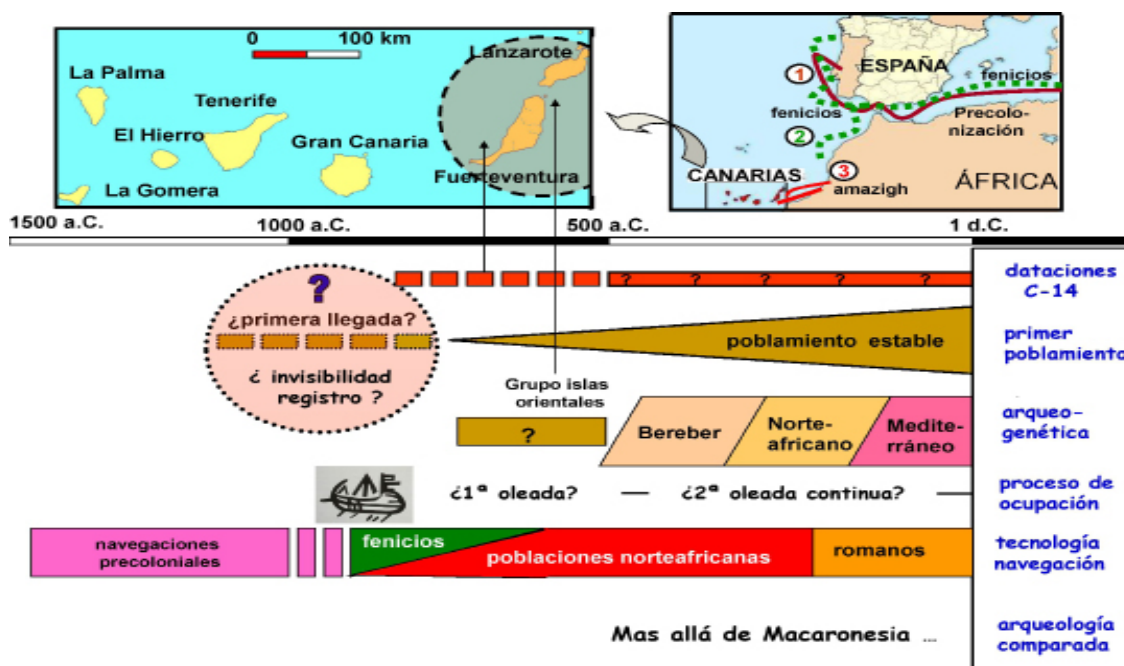 0 100 km
Lanzarote
La Palma
Tenerife
El Hierro
Gran Canaria
La Gomera
Fuerteventura
1
ESPAÑA
fenicios
fenicios
Precolo-
nización
2
CANARIAS
3
amazigh
ÁFRICA
1500 a.C. 1000 a.C. 500 a.C. 1 d.C.
? ? ? ? ?
dataciones
C-14
?
¿primera llegada?
¿ invisibilidad
registro ?
poblamiento estable
primer
poblamiento
Grupo islas
orientales
?
Bereber
Norte-
africano
Medite-
rráneo
arqueo-
genética
¿1ª oleada? — ¿2ª oleada continua? —
proceso de
ocupación
navegaciones
precoloniales
fenicios
poblaciones norteafricanas
romanos
tecnología
navegación
Mas allá de Macaronesia ...
arqueología
comparada